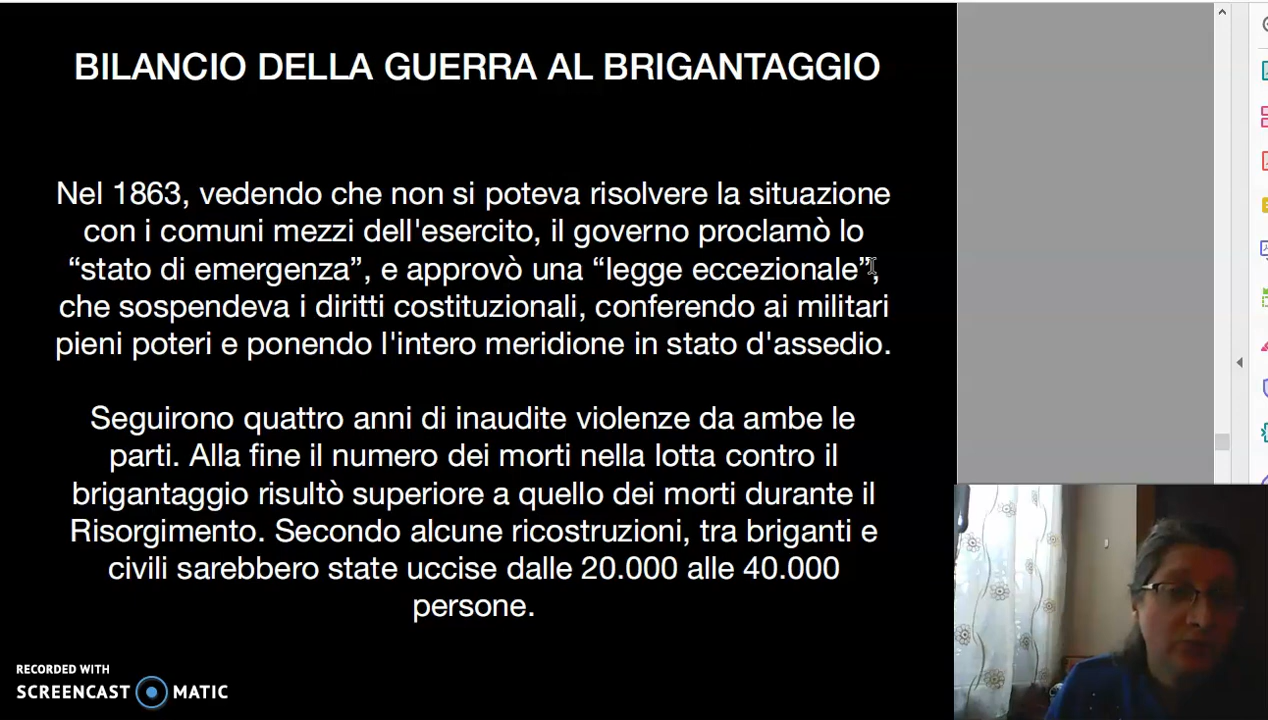 BILANCIO DELLA GUERRA AL BRIGANTAGGIO
Nel 1863, vedendo che non si poteva risolvere la situazione
con i comuni mezzi dell'esercito, il governo proclamò lo
“stato di emergenza”, e approvò una “legge eccezionale”,
che sospendeva i diritti costituzionali, conferendo ai militari
pieni poteri e ponendo l'intero meridione in stato d'assedio.
Seguirono quattro anni di inaudite violenze da ambe le
parti. Alla fine il numero dei morti nella lotta contro il
brigantaggio risultò superiore a quello dei morti durante il
Risorgimento. Secondo alcune ricostruzioni, tra briganti e
civili sarebbero state uccise dalle 20.000 alle 40.000
persone.
RECORDED WITH
SCREENCAST MATIC